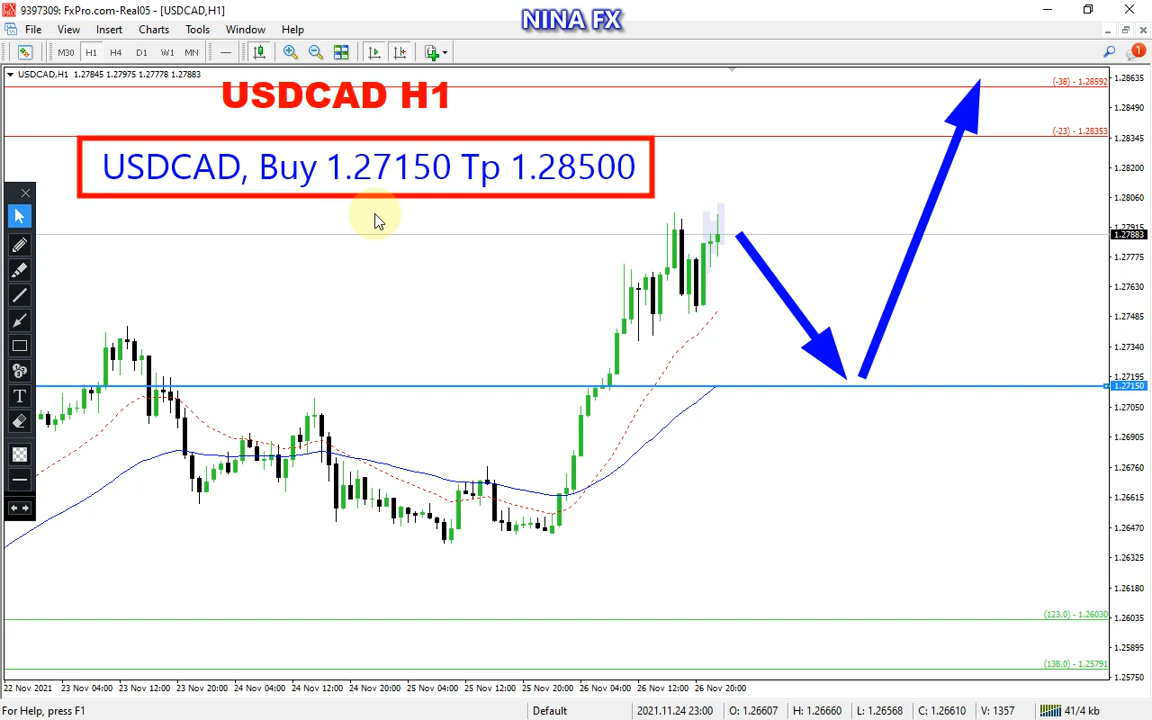 9397309: FxPro.com-Real05 - [USDCAD,H1]
NINA FX
File View Insert Charts Tools Window Help
M30 H1 H4 D1 W1 MN
1
USDCAD,H1 1.27845 1.27975 1.27778 1.27883
USDCAD H1
USDCAD, Buy 1.27150 Tp 1.28500
(-38) - 1.28592
(-23) - 1.28353
(123.0) - 1.26030
(138.0) - 1.25791
T
1.28635
1.28490
1.28345
1.28200
1.28060
1.27915
1.27883
1.27775
1.27630
1.27485
1.27340
1.27195
1.27150
1.27050
1.26905
1.26760
1.26615
1.26470
1.26325
1.26180
1.26035
1.25895
1.25750
22 Nov 2021 23 Nov 04:00 23 Nov 12:00 23 Nov 20:00 24 Nov 04:00 24 Nov 12:00 24 Nov 20:00 25 Nov 04:00 25 Nov 12:00 25 Nov 20:00 26 Nov 04:00 26 Nov 12:00 26 Nov 20:00
For Help, press F1 Default 2021.11.24 23:00 O: 1.26607 H: 1.26660 L: 1.26568 C: 1.26610 V: 1357 41/4 kb